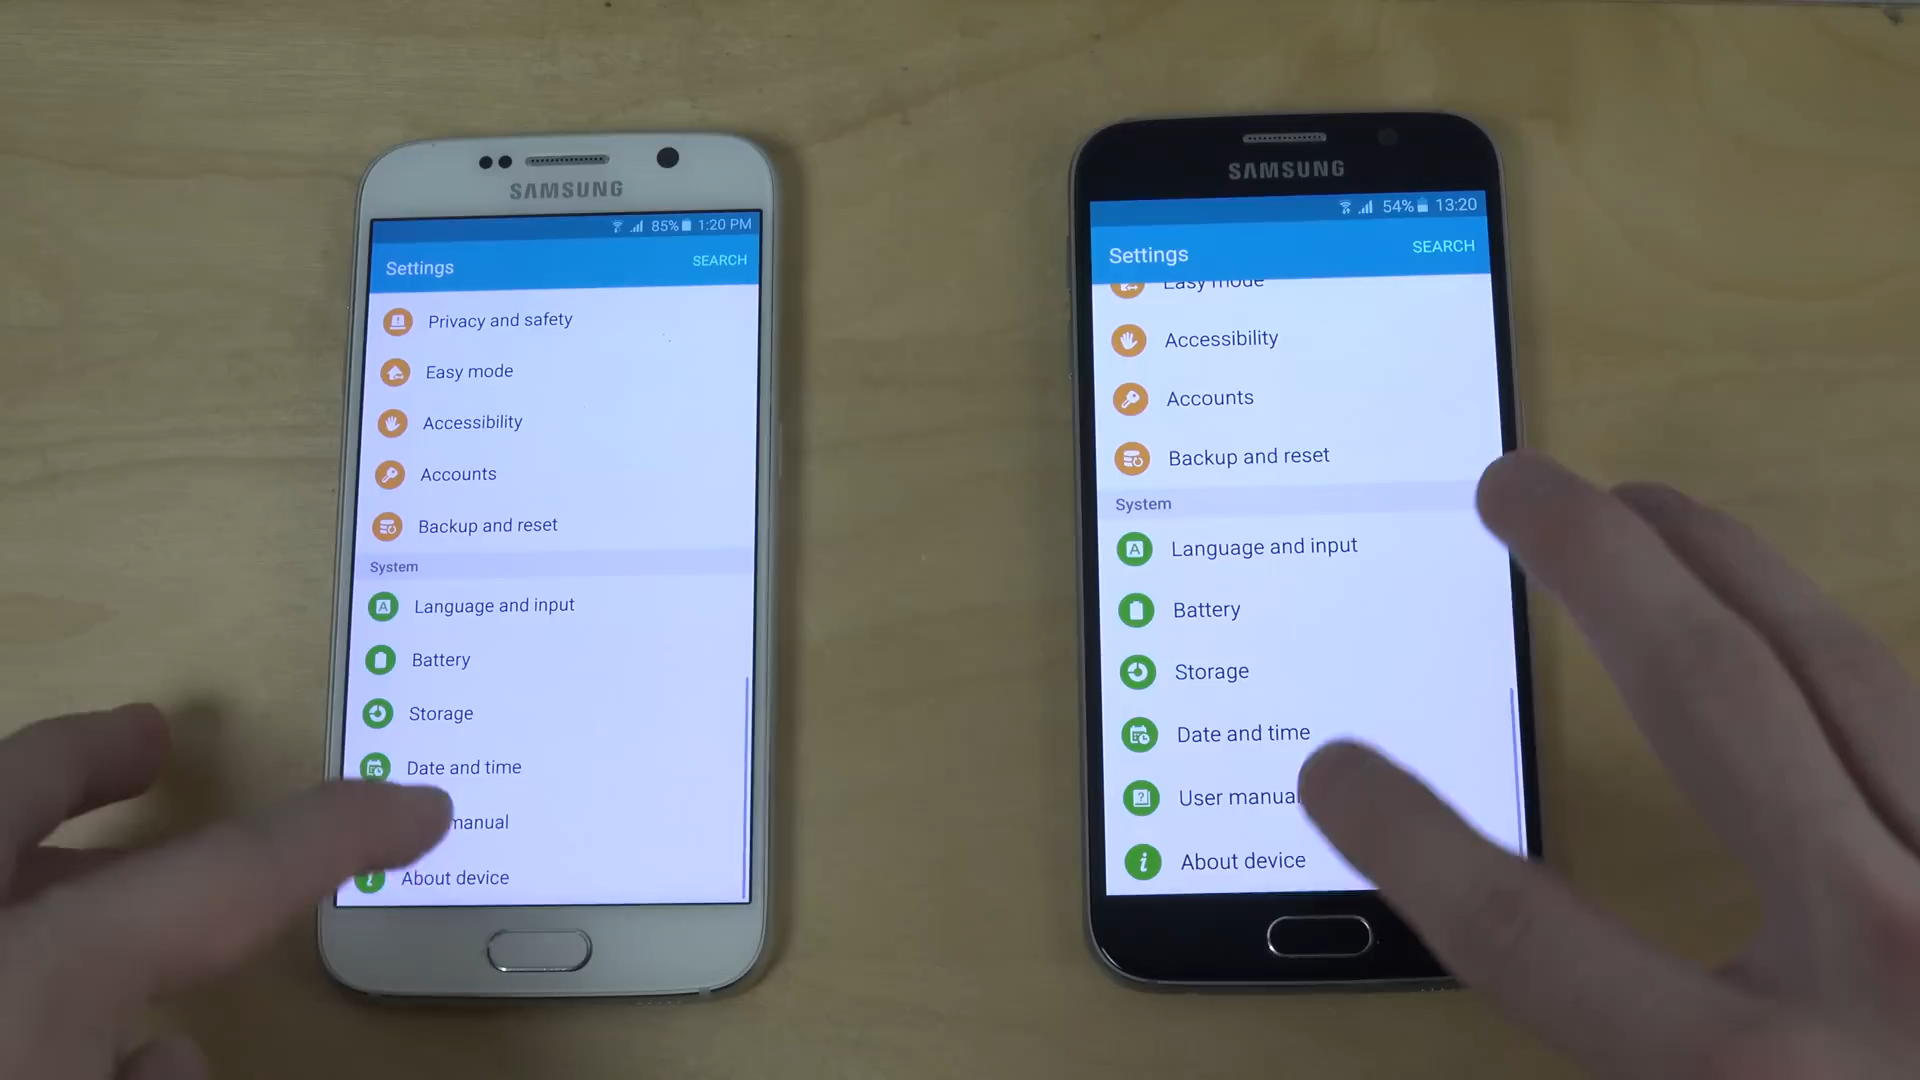 SAMSUNG
85% 1:20 PM
Settings
SEARCH
Privacy and safety
Easy mode
Accessibility
Accounts
Backup and reset
System
Language and input
Battery
Storage
Date and time
manual
About device
SAMSUNG
54% 13:20
Settings
SEARCH
Easy mode
Accessibility
Accounts
Backup and reset
System
Language and input
Battery
Storage
Date and time
User manual
About device